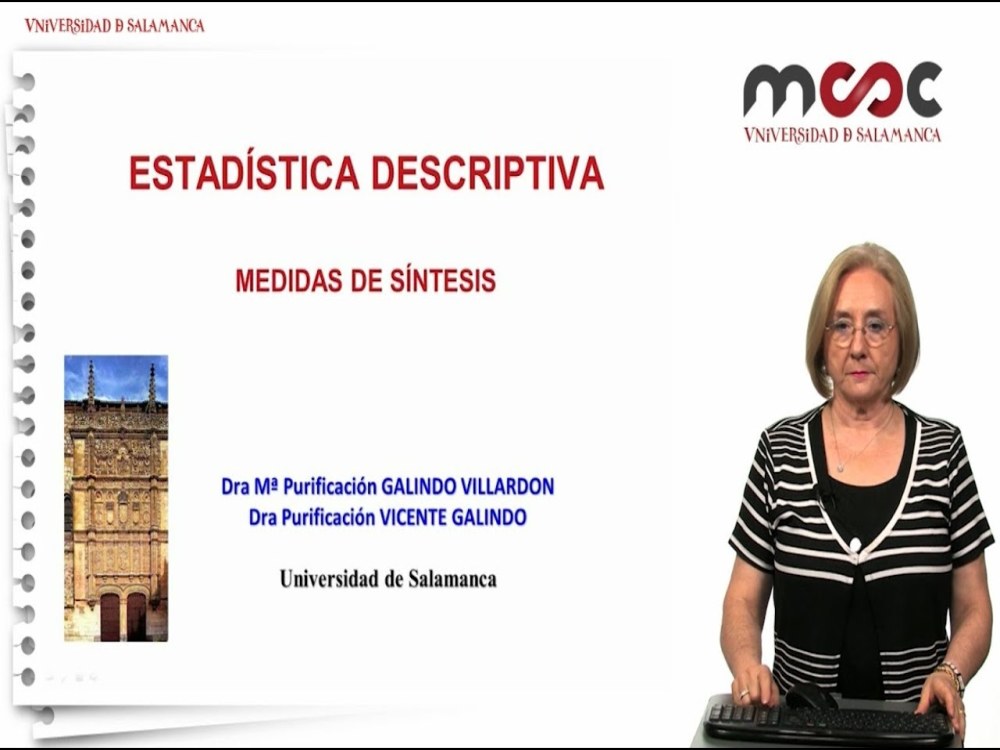 VNiVERSiDAD Ð SALAMANCA
mooc
VNiVERSiDAD Ð SALAMANCA
ESTADÍSTICA DESCRIPTIVA
MEDIDAS DE SÍNTESIS
Dra Mª Purificación GALINDO VILLARDON
Dra Purificación VICENTE GALINDO
Universidad de Salamanca